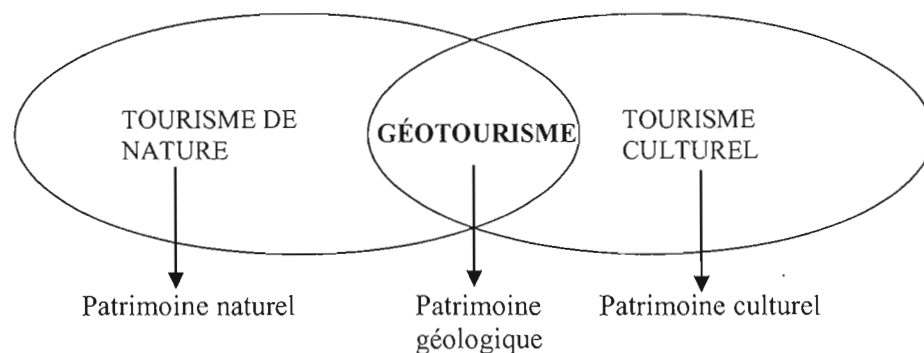 TOURISME DE
NATURE
GÉOTOURISME
TOURISME
CULTUREL
Patrimoine naturel
Patrimoine
géologique
Patrimoine culturel